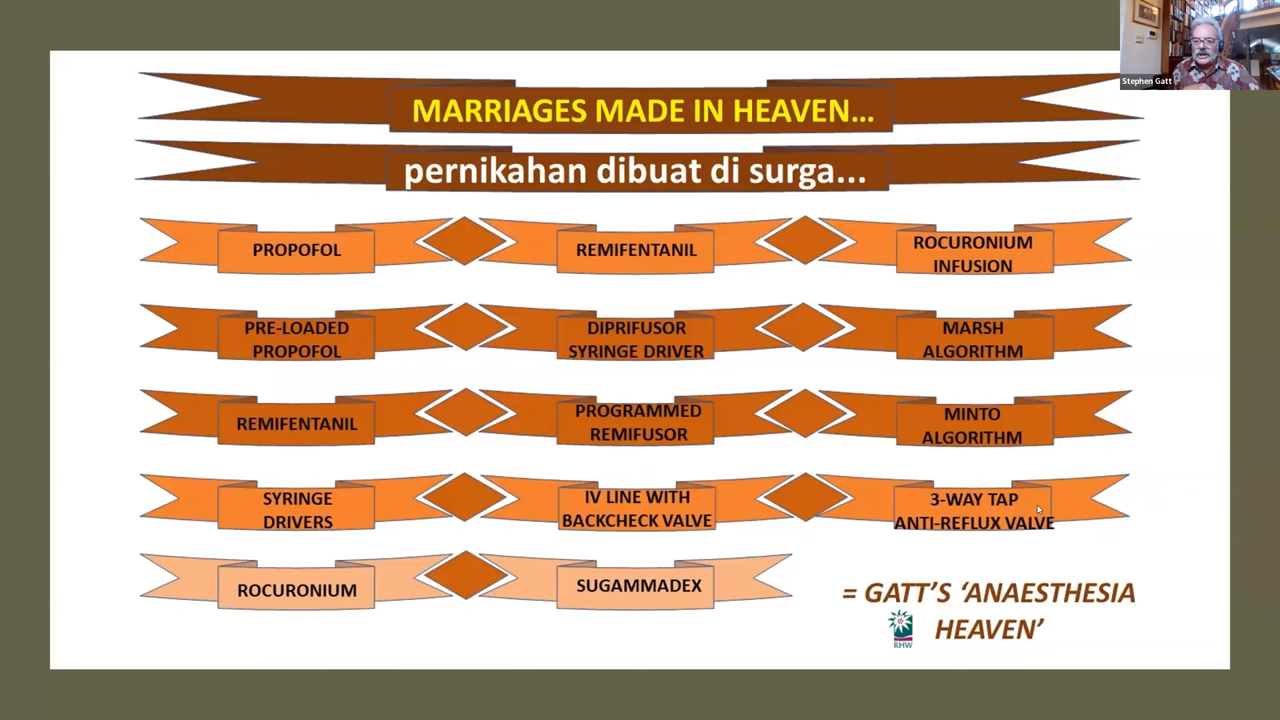 Stephen Gatt
MARRIAGES MADE IN HEAVEN...
pernikahan dibuat di surga...
PROPOFOL
REMIFENTANIL
ROCURONIUM
INFUSION
PRE-LOADED
PROPOFOL
DIPRIFUSOR
SYRINGE DRIVER
MARSH
ALGORITHM
REMIFENTANIL
PROGRAMMED
REMIFUSOR
MINTO
ALGORITHM
SYRINGE
DRIVERS
IV LINE WITH
BACKCHECK VALVE
3-WAY TAP
ANTI-REFLUX VALVE
ROCURONIUM
SUGAMMADEX
= GATT'S 'ANAESTHESIA
HEAVEN'
RHW